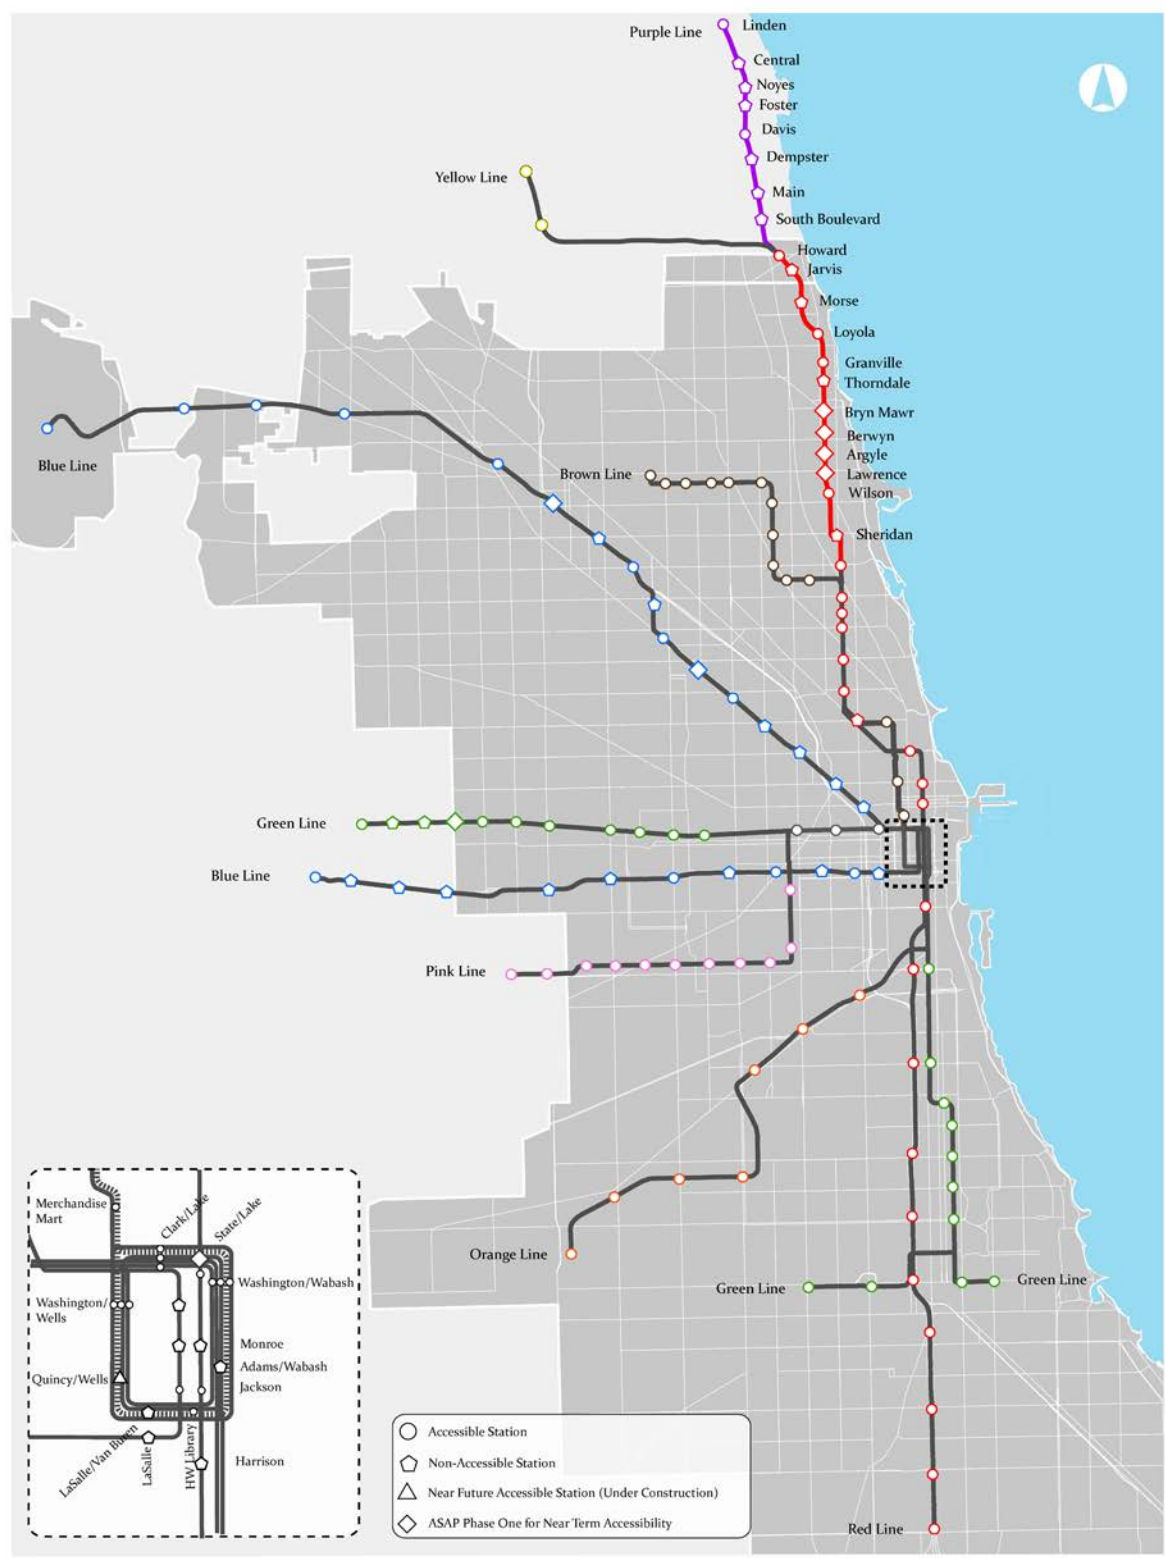 Purple Line
Linden
Central
Noyes
Foster
Davis
Dempster
Main
South Boulevard
Yellow Line
Howard
Jarvis
Morse
Loyola
Granville
Thorndale
Bryn Mawr
Berwyn
Argyle
Lawrence
Wilson
Sheridan
Blue Line
Brown Line
Green Line
Blue Line
Pink Line
Orange Line
Green Line
Green Line
Red Line
Merchandise
Mart
Clark/Lake
State/Lake
Washington/Wabash
Washington/
Wells
Monroe
Adams/Wabash
Quincy/Wells
Jackson
LaSalle/Van Buren
LaSalle
HW Library
Harrison
Accessible Station
Non-Accessible Station
Near Future Accessible Station (Under Construction)
ASAP Phase One for Near Term Accessibility